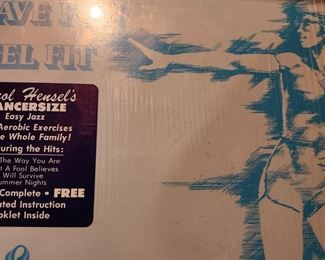 AVE
EL FIT
ol Hensel's
ANCERSIZE
Easy Jazz
Aerobic Exercises
e Whole Family!
uring the Hits:
The Way You Are
t A Fool Believes
Will Survive
ummer Nights
Complete - FREE
ated Instruction
oklet Inside